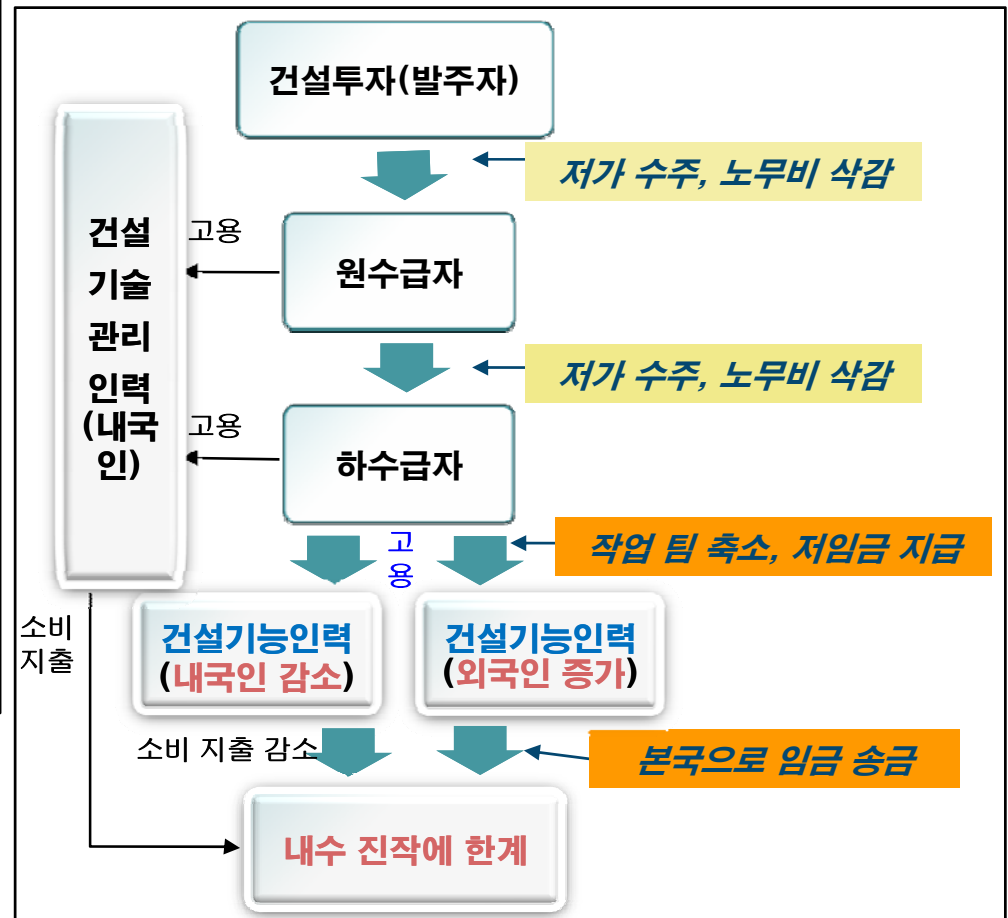 건설투자(발주자)
저가 수주, 노무비 삭감
건설
기술
관리
인력
(내국
인)
고용
원수급자
저가 수주, 노무비 삭감
고용
하수급자
고
용
작업 팀 축소, 저임금 지급
소비
지출
건설기능인력
(내국인 감소)
건설기능인력
(외국인 증가)
소비 지출 감소
본국으로 임금 송금
내수 진작에 한계